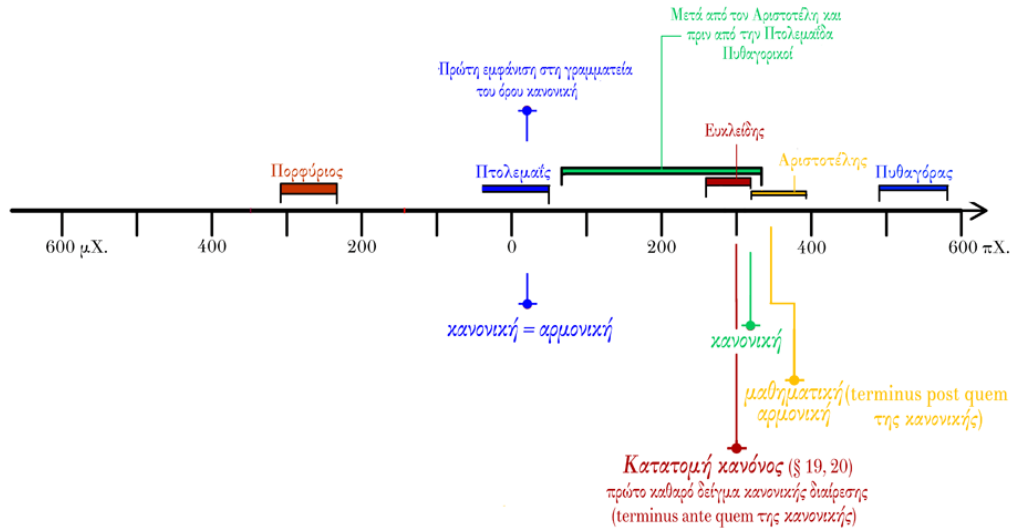 Μετά από τον Αριστοτέλη και
πριν από την Πτολεμαΐδα
Πυθαγορικοί
Πρώτη εμφάνιση στη γραμματεία
του όρου κανονική
Ευκλείδης
Αριστοτέλης
Πορφύριος
Πτολεμαΐς
Πυθαγόρας
600 μΧ.
400
200
0
200
400
600 πΧ.
κανονική = αρμονική
κανονική
μαθηματική (terminus post quem
αρμονική της κανονικής)
Κατατομή κανόνος (§ 19, 20)
πρώτο καθαρό δείγμα κανονικής διαίρεσης
(terminus ante quem της κανονικής)